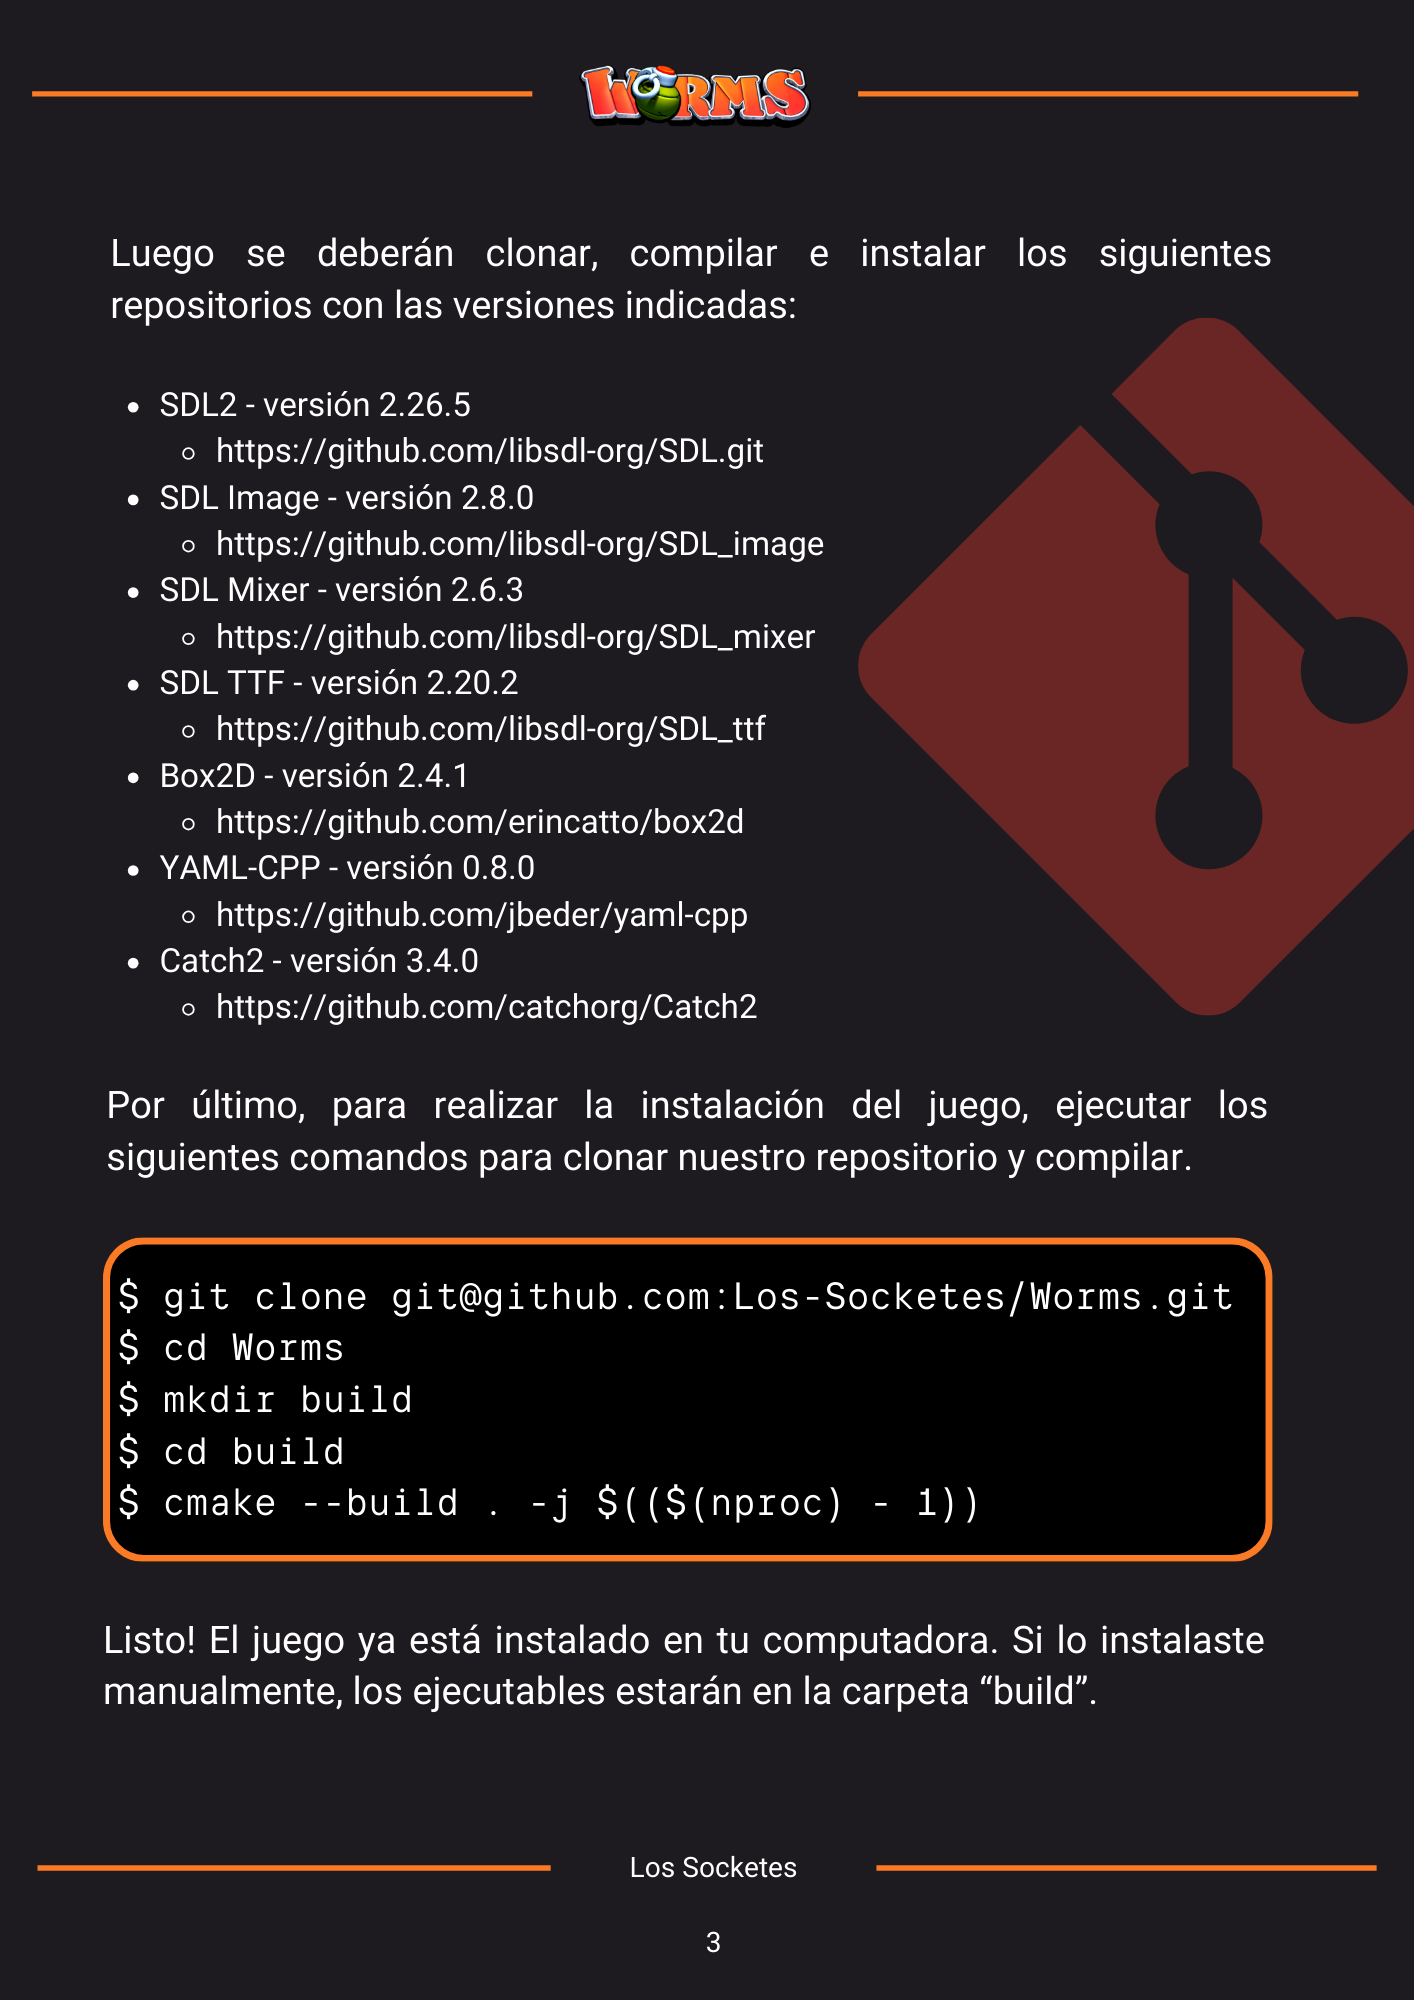 WORMS
Luego se deberán clonar, compilar e instalar los siguientes
repositorios con las versiones indicadas:
• SDL2 - versión 2.26.5
◦ https://github.com/libsdl-org/SDL.git
• SDL Image - versión 2.8.0
◦ https://github.com/libsdl-org/SDL_image
• SDL Mixer - versión 2.6.3
◦ https://github.com/libsdl-org/SDL_mixer
• SDL TTF - versión 2.20.2
◦ https://github.com/libsdl-org/SDL_ttf
• Box2D - versión 2.4.1
◦ https://github.com/erincatto/box2d
• YAML-CPP - versión 0.8.0
◦ https://github.com/jbeder/yaml-cpp
• Catch2 - versión 3.4.0
◦ https://github.com/catchorg/Catch2
Por último, para realizar la instalación del juego, ejecutar los
siguientes comandos para clonar nuestro repositorio y compilar.
$ git clone git@github.com:Los-Socketes/Worms.git
$ cd Worms
$ mkdir build
$ cd build
$ cmake --build . -j $(($(nproc) - 1))
Listo! El juego ya está instalado en tu computadora. Si lo instalaste
manualmente, los ejecutables estarán en la carpeta “build”.
Los Socketes
3